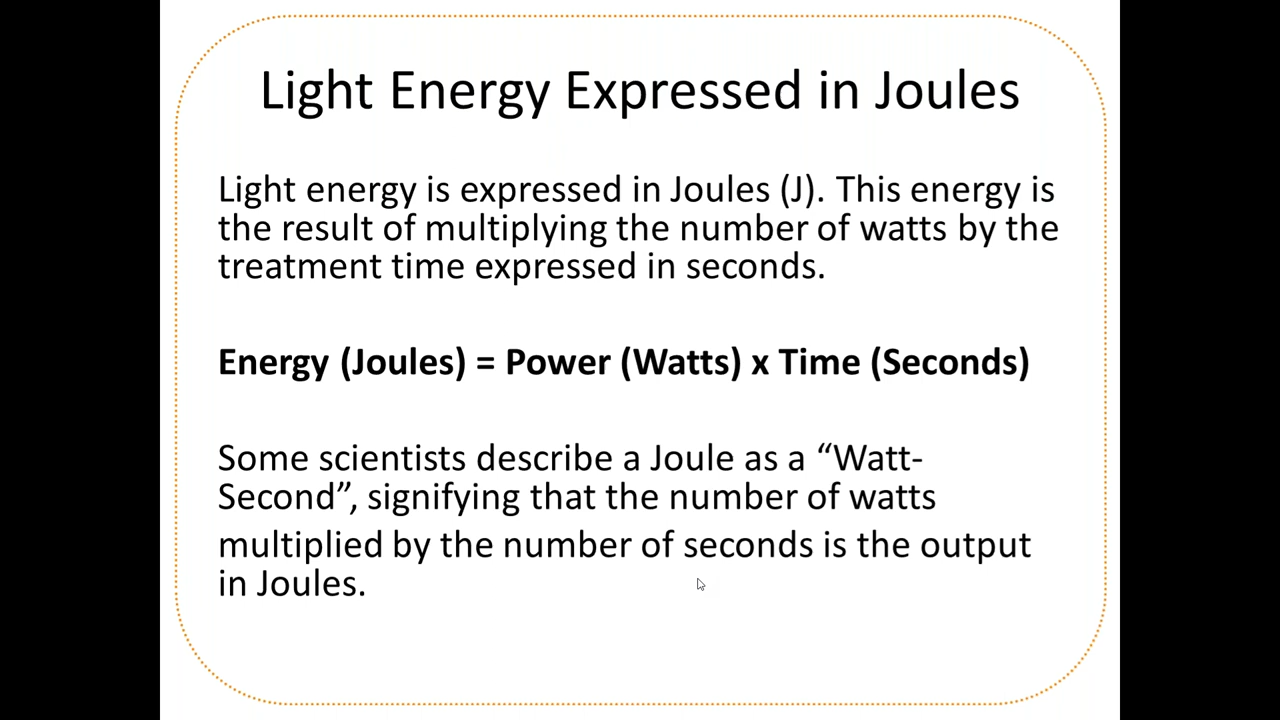 Light Energy Expressed in Joules
Light energy is expressed in Joules (J). This energy is
the result of multiplying the number of watts by the
treatment time expressed in seconds.
Energy (Joules) = Power (Watts) x Time (Seconds)
Some scientists describe a Joule as a “Watt-
Second”, signifying that the number of watts
multiplied by the number of seconds is the output
in Joules.